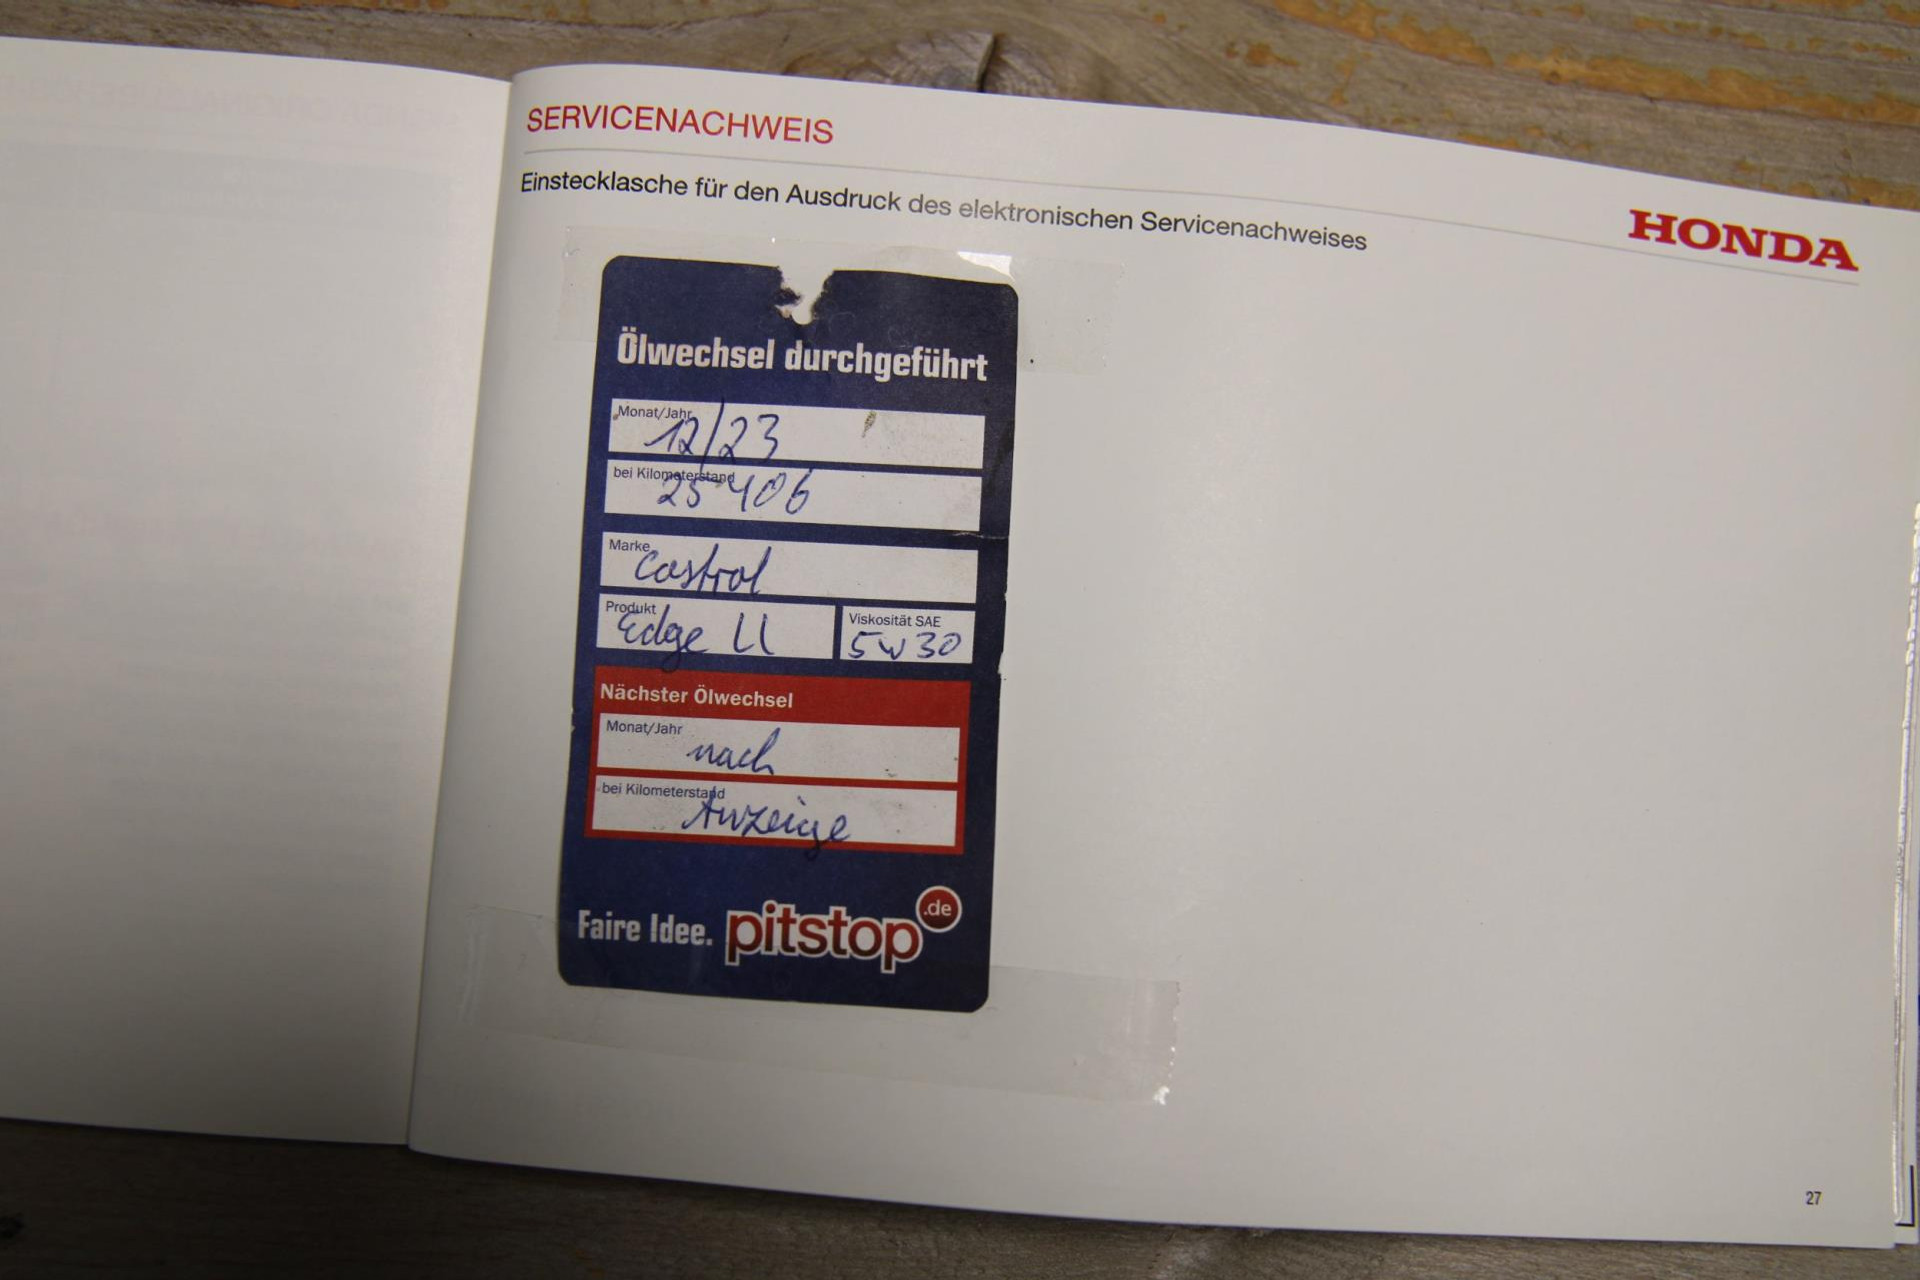 SERVICENACHWEIS
Einstecklasche für den Ausdruck des elektronischen Servicenachweises
HONDA
Ölwechsel durchgeführt
Monat/Jahr
12/23
bei Kilometerstand
25406
Marke
Castrol
Produkt
Edge LL
Viskosität SAE
5W30
Nächster Ölwechsel
Monat/Jahr
nach
bei Kilometerstand
Anzeige
Faire Idee. pitstop.de
27